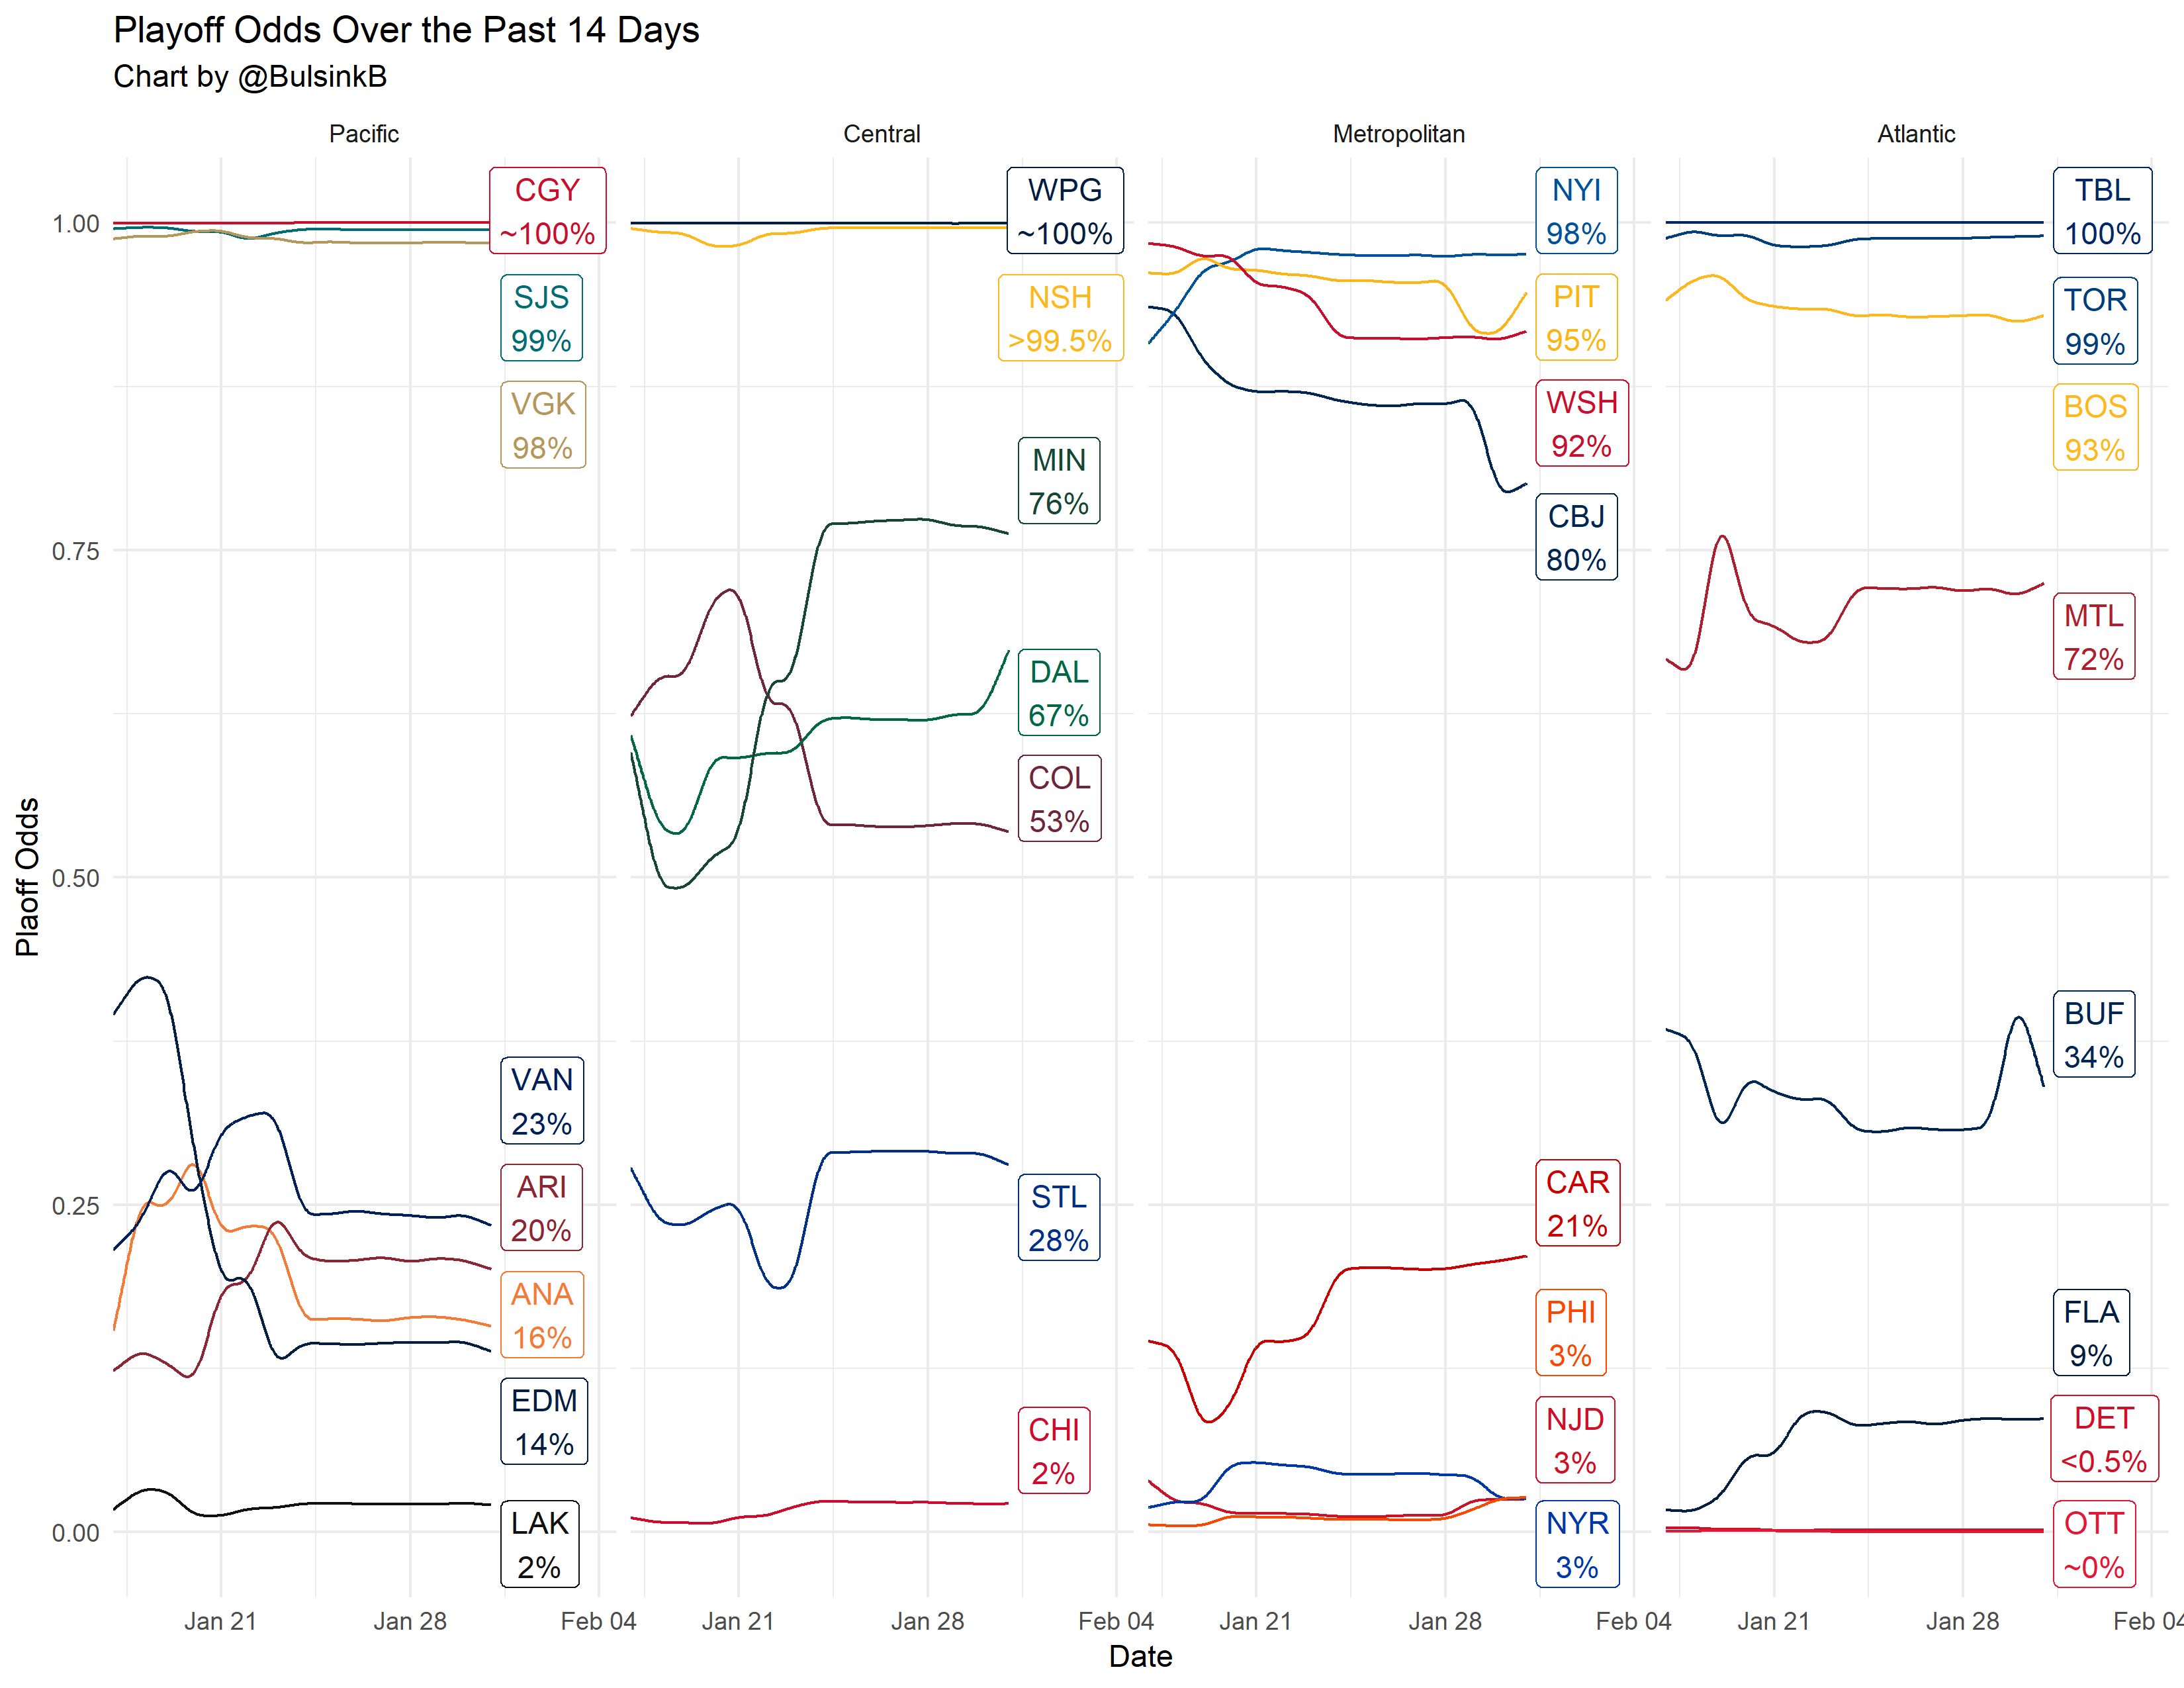 Playoff Odds Over the Past 14 Days
Chart by @BulsinkB
Pacific
Central
Metropolitan
Atlantic
Plaoff Odds
1.00
0.75
0.50
0.25
0.00
CGY
~100%
SJS
99%
VGK
98%
VAN
23%
ARI
20%
ANA
16%
EDM
14%
LAK
2%
WPG
~100%
NSH
>99.5%
MIN
76%
DAL
67%
COL
53%
STL
28%
CHI
2%
NYI
98%
PIT
95%
WSH
92%
CBJ
80%
CAR
21%
PHI
3%
NJD
3%
NYR
3%
TBL
100%
TOR
99%
BOS
93%
MTL
72%
BUF
34%
FLA
9%
DET
<0.5%
OTT
~0%
Jan 21
Jan 28
Feb 04
Jan 21
Jan 28
Feb 04
Jan 21
Jan 28
Feb 04
Jan 21
Jan 28
Feb 04
Date